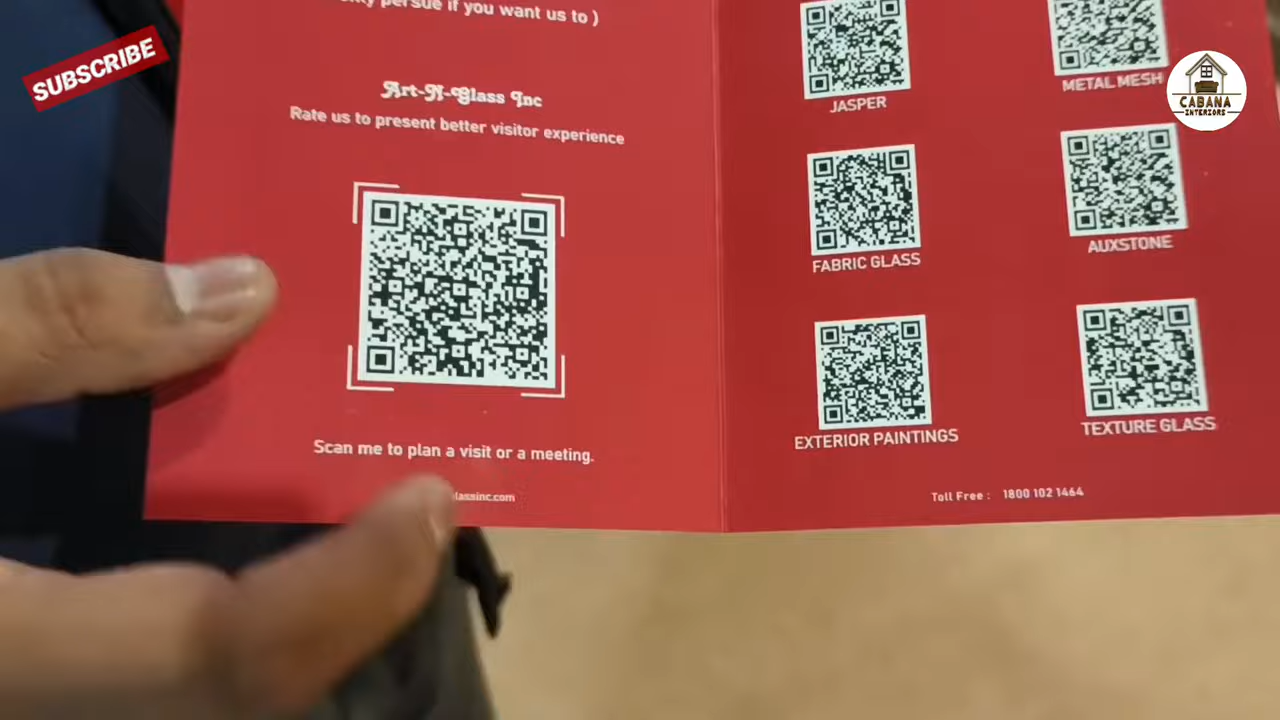 SUBSCRIBE
persue if you want us to )
Art-N-Glass Inc
Rate us to present better visitor experience
Scan me to plan a visit or a meeting.
lassinc.com
JASPER
METAL MESH
FABRIC GLASS
AUXSTONE
EXTERIOR PAINTINGS
TEXTURE GLASS
Toll Free : 1800 102 1464
CABANA
INTERIORS